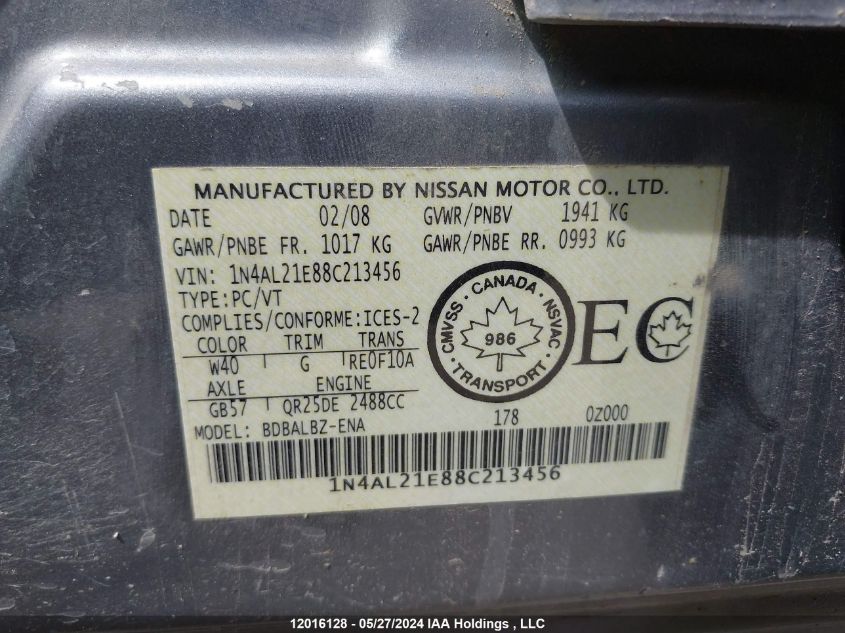 MANUFACTURED BY NISSAN MOTOR CO., LTD.
DATE 02/08 GVWR/PNBV 1941 KG
GAWR/PNBE FR. 1017 KG GAWR/PNBE RR. 0993 KG
VIN: 1N4AL21E88C213456
TYPE:PC/VT
COMPLIES/CONFORME:ICES-2
CMVSS · CANADA · NSVAC · TRANSPORT ·
986
EC
COLOR TRIM TRANS
W40 G RE0F10A
AXLE ENGINE
GB57 QR25DE 2488CC
MODEL: BDBALBZ-ENA 178 0Z000
1N4AL21E88C213456
12016128 - 05/27/2024 IAA Holdings , LLC